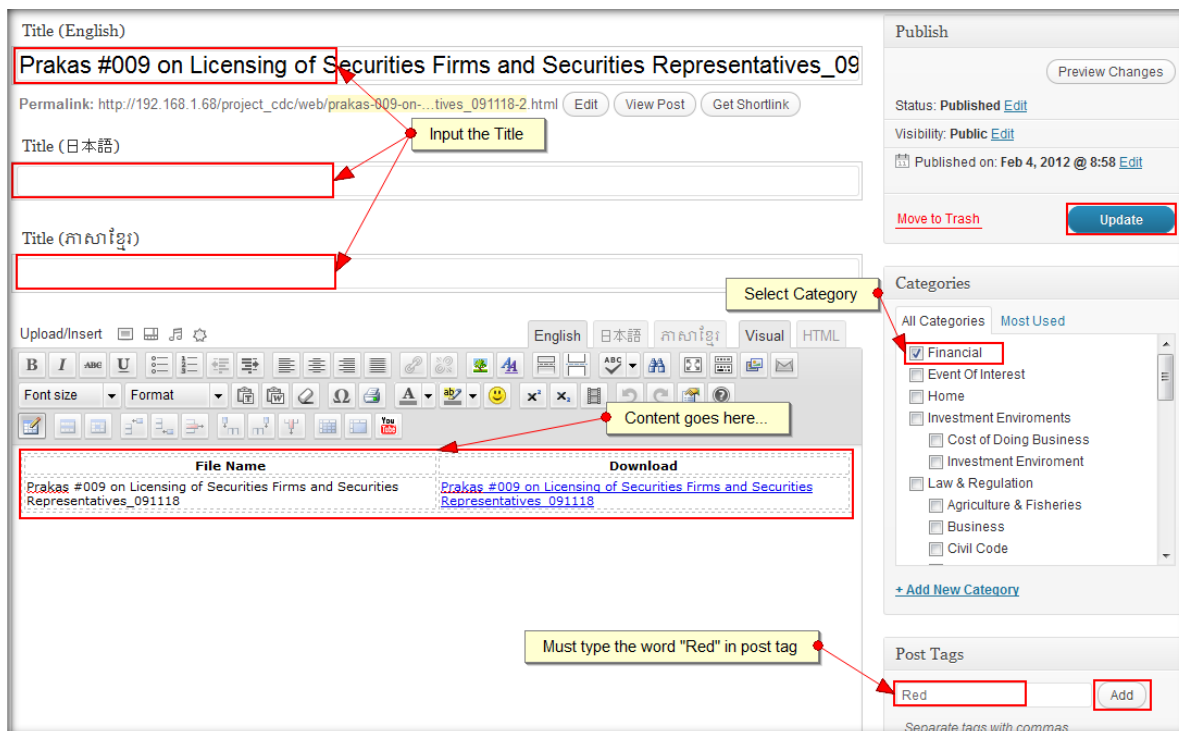 Title (English)
Prakas #009 on Licensing of Securities Firms and Securities Representatives_09
Permalink: http://192.168.1.68/project_cdc/web/prakas-009-on-...tives_091118-2.html Edit View Post Get Shortlink
Input the Title
Title (日本語)
Title (ភាសាខ្មែរ)
Upload/Insert
English 日本語 ភាសាខ្មែរ Visual HTML
B I ABC U ABC
Font size Format Ω A ab x² x₂
You Tube
Content goes here...
File Name Download
Prakas #009 on Licensing of Securities Firms and Securities
Representatives_091118
Prakas #009 on Licensing of Securities Firms and Securities
Representatives_091118
Publish
Preview Changes
Status: Published Edit
Visibility: Public Edit
Published on: Feb 4, 2012 @ 8:58 Edit
Move to Trash Update
Select Category
Categories
All Categories Most Used
Financial
Event Of Interest
Home
Investment Enviroments
Cost of Doing Business
Investment Enviroment
Law & Regulation
Agriculture & Fisheries
Business
Civil Code
+ Add New Category
Must type the word "Red" in post tag
Post Tags
Red Add
Separate tags with commas